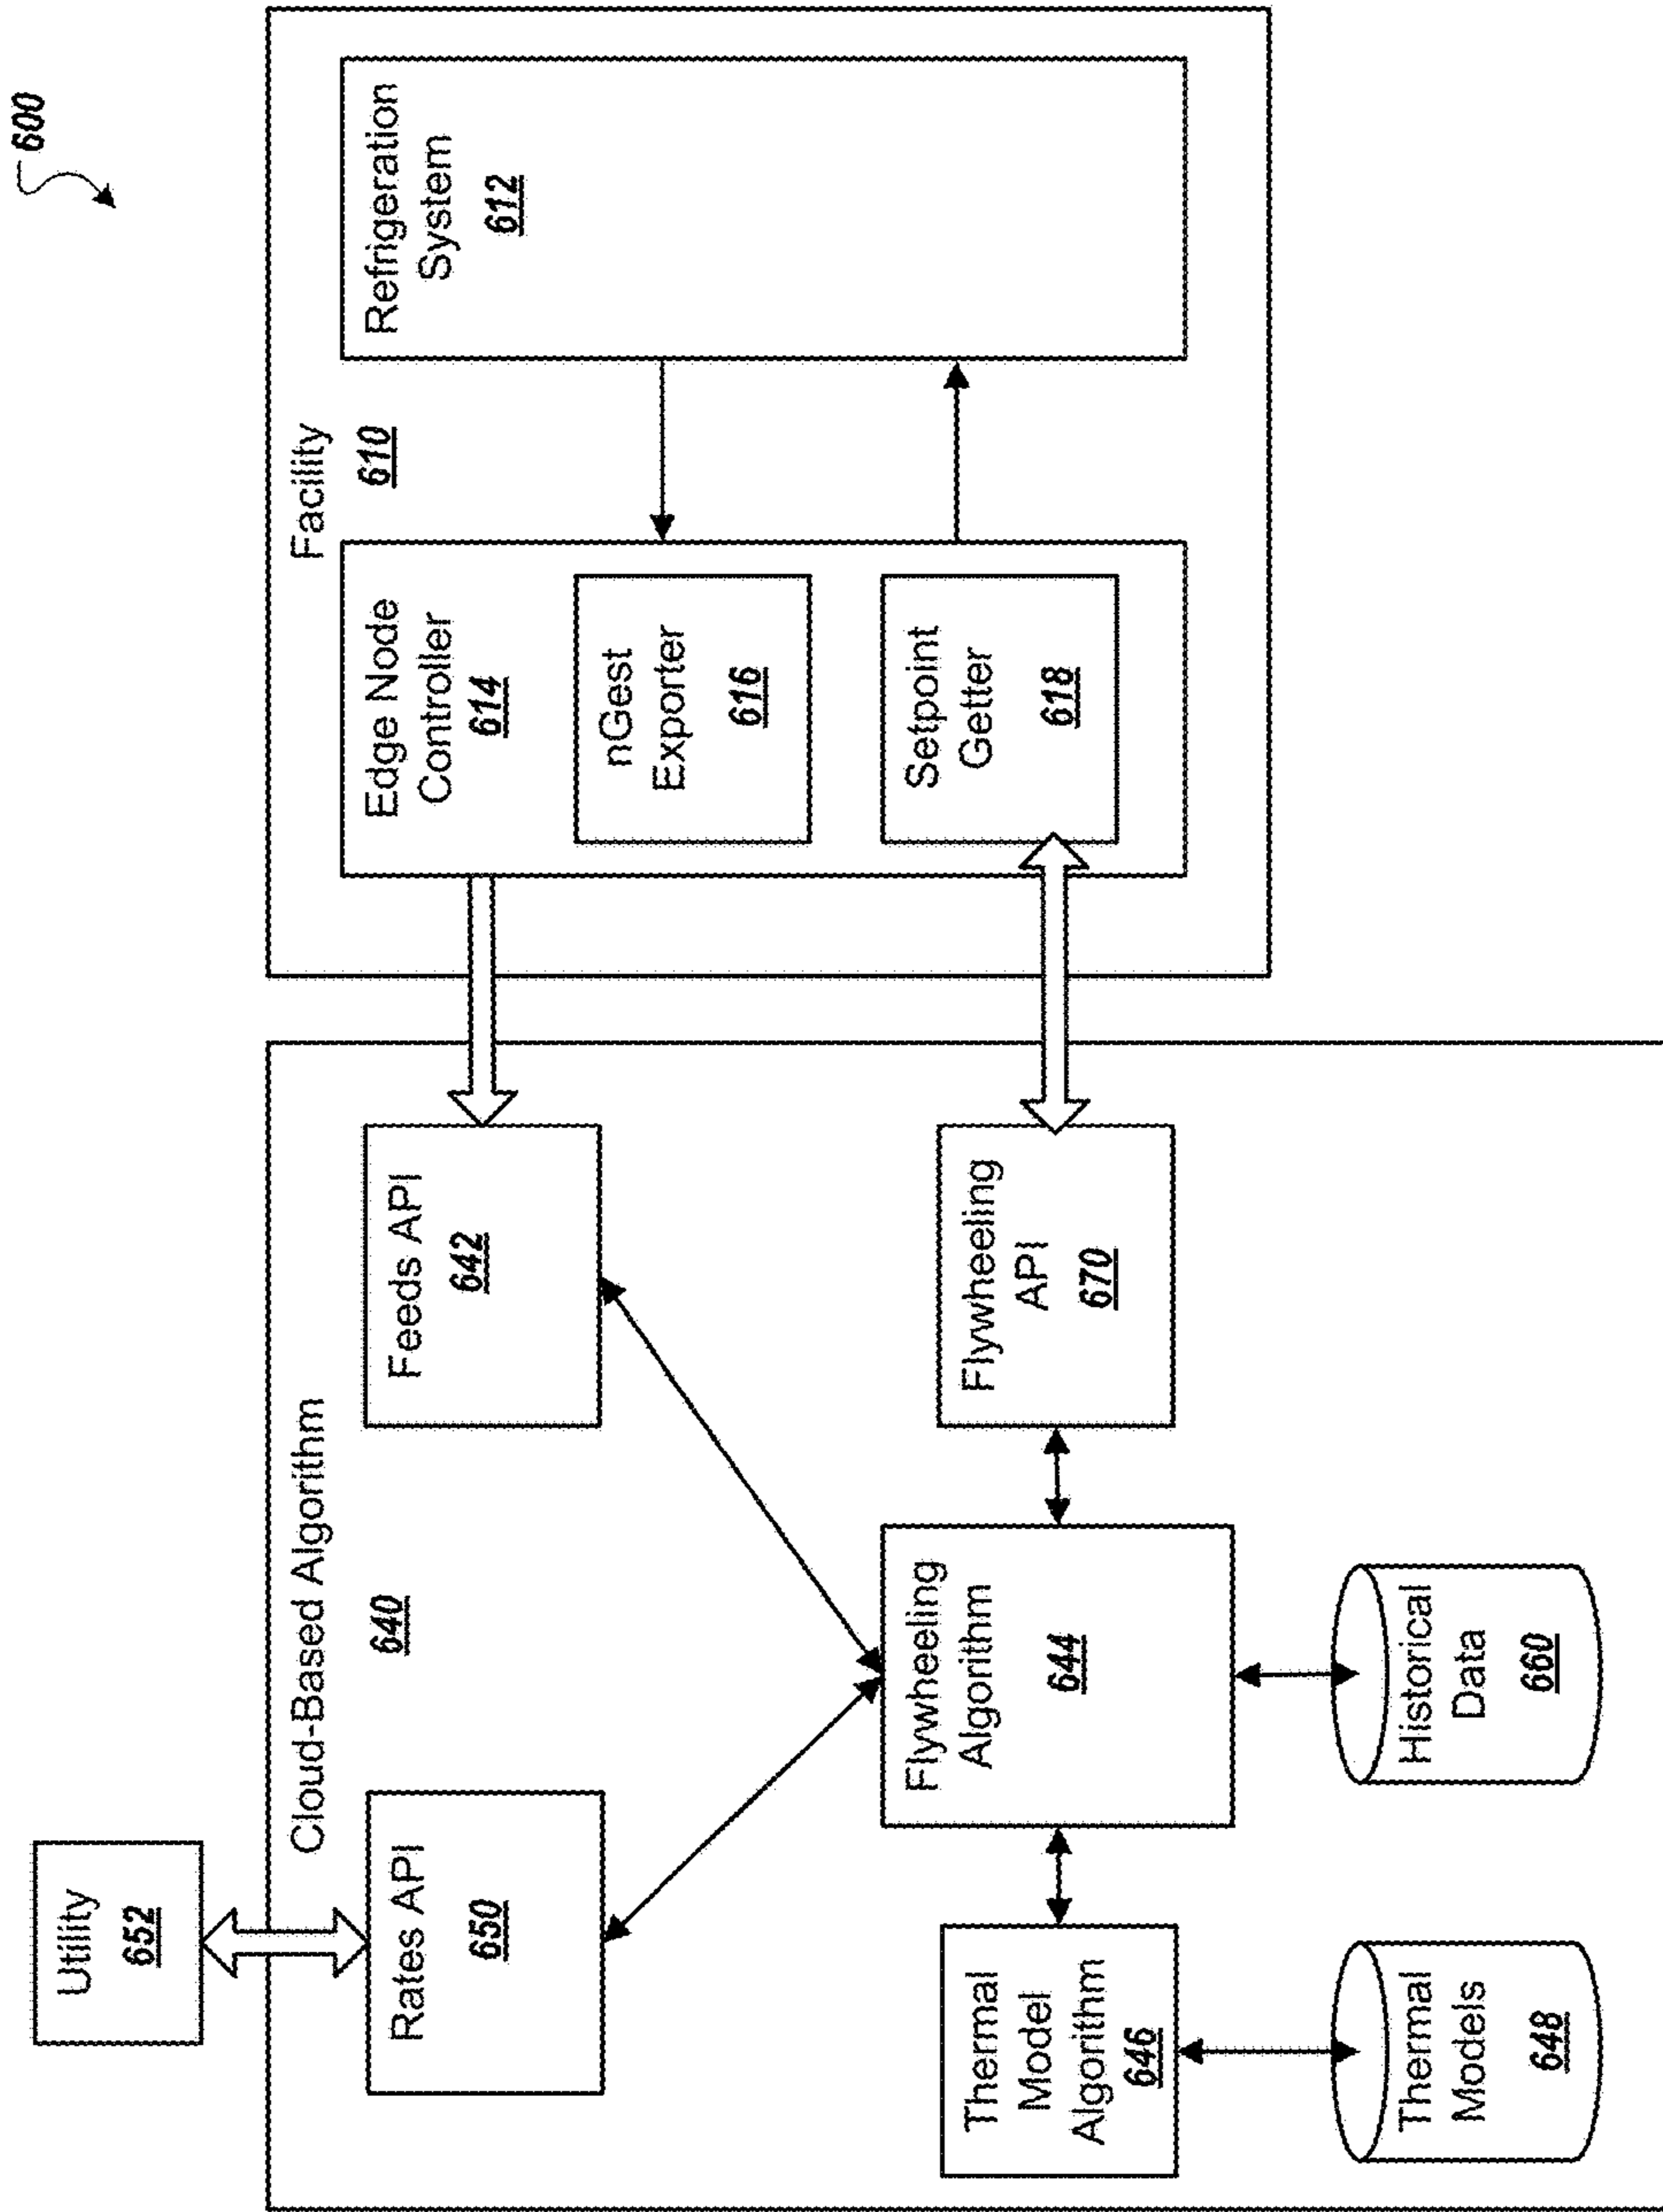 600
Utility
652
Cloud-Based Algorithm
640
Rates API
650
Feeds API
642
Flywheeling
Algorithm
644
Flywheeling
API
670
Thermal
Model
Algorithm
646
Thermal
Models
648
Historical
Data
660
Facility
610
Edge Node
Controller
614
nGest
Exporter
616
Setpoint
Getter
618
Refrigeration
System
612